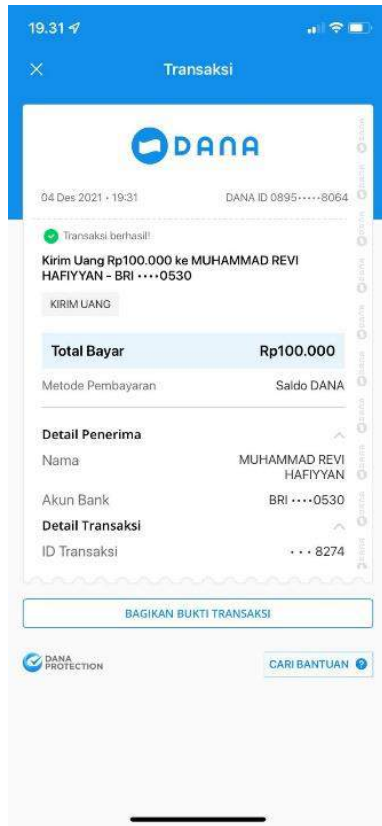 19.31
Transaksi
DANA
04 Des 2021 • 19:31
DANA ID 0895·····8064
Transaksi berhasil!
Kirim Uang Rp100.000 ke MUHAMMAD REVI
HAFIYYAN - BRI ····0530
KIRIM UANG
Total Bayar
Rp100.000
Metode Pembayaran
Saldo DANA
Detail Penerima
Nama
MUHAMMAD REVI
HAFIYYAN
Akun Bank
BRI ····0530
Detail Transaksi
ID Transaksi
··· 8274
BAGIKAN BUKTI TRANSAKSI
DANA
PROTECTION
CARI BANTUAN ?